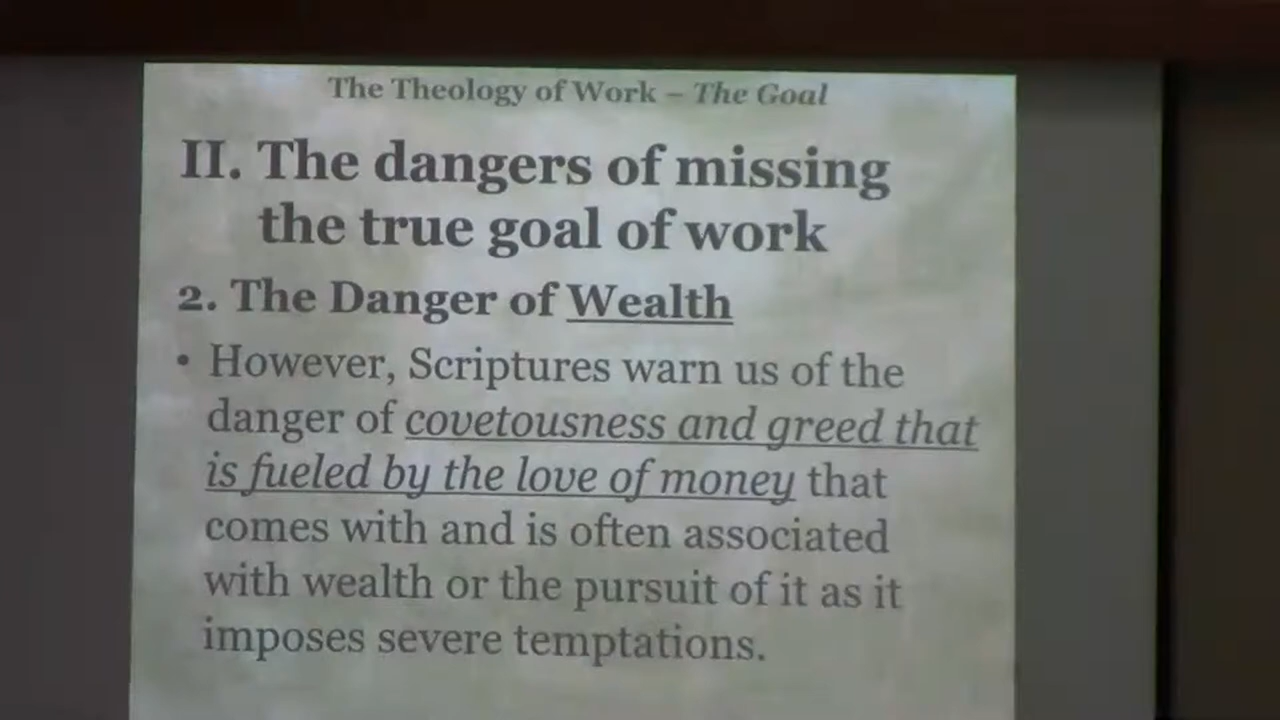 The Theology of Work – The Goal
II. The dangers of missing
the true goal of work
2. The Danger of Wealth
• However, Scriptures warn us of the
danger of covetousness and greed that
is fueled by the love of money that
comes with and is often associated
with wealth or the pursuit of it as it
imposes severe temptations.